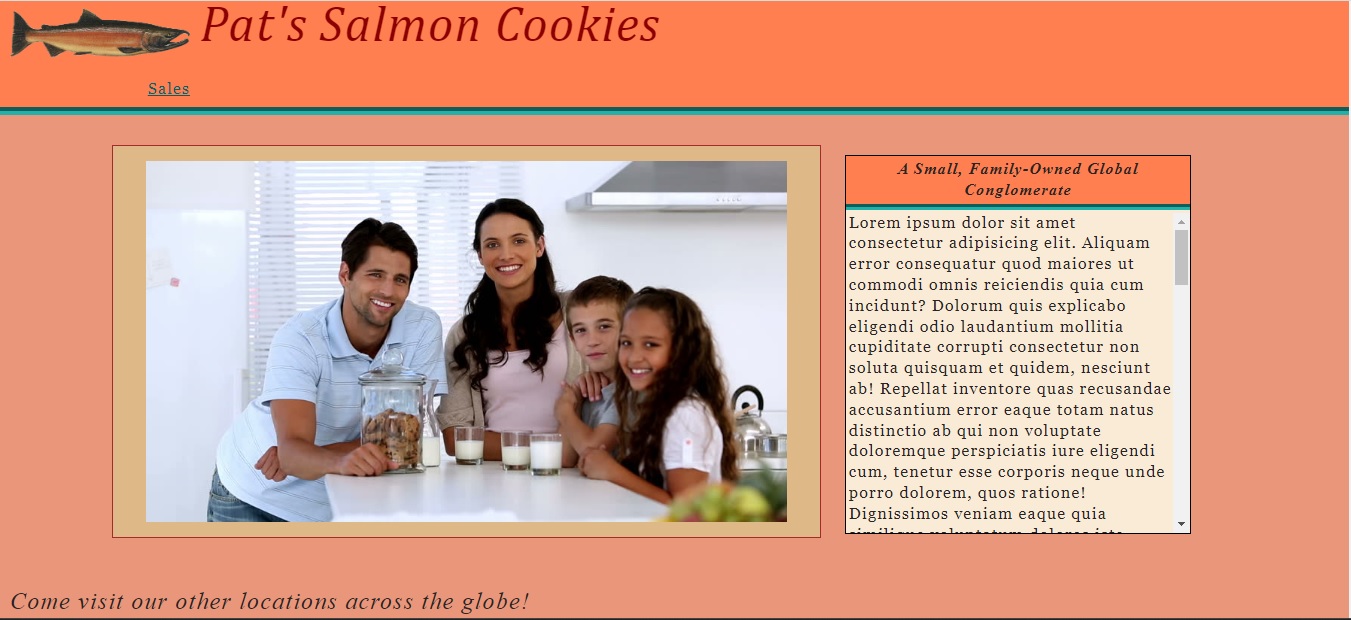 Pat's Salmon Cookies
Sales
A Small, Family-Owned Global
Conglomerate
Lorem ipsum dolor sit amet
consectetur adipisicing elit. Aliquam
error consequatur quod maiores ut
commodi omnis reiciendis quia cum
incidunt? Dolorum quis explicabo
eligendi odio laudantium mollitia
cupiditate corrupti consectetur non
soluta quisquam et quidem, nesciunt
ab! Repellat inventore quas recusandae
accusantium error eaque totam natus
distinctio ab qui non voluptate
doloremque perspiciatis iure eligendi
cum, tenetur esse corporis neque unde
porro dolorem, quos ratione!
Dignissimos veniam eaque quia
similique voluptatum dolores iste
Come visit our other locations across the globe!